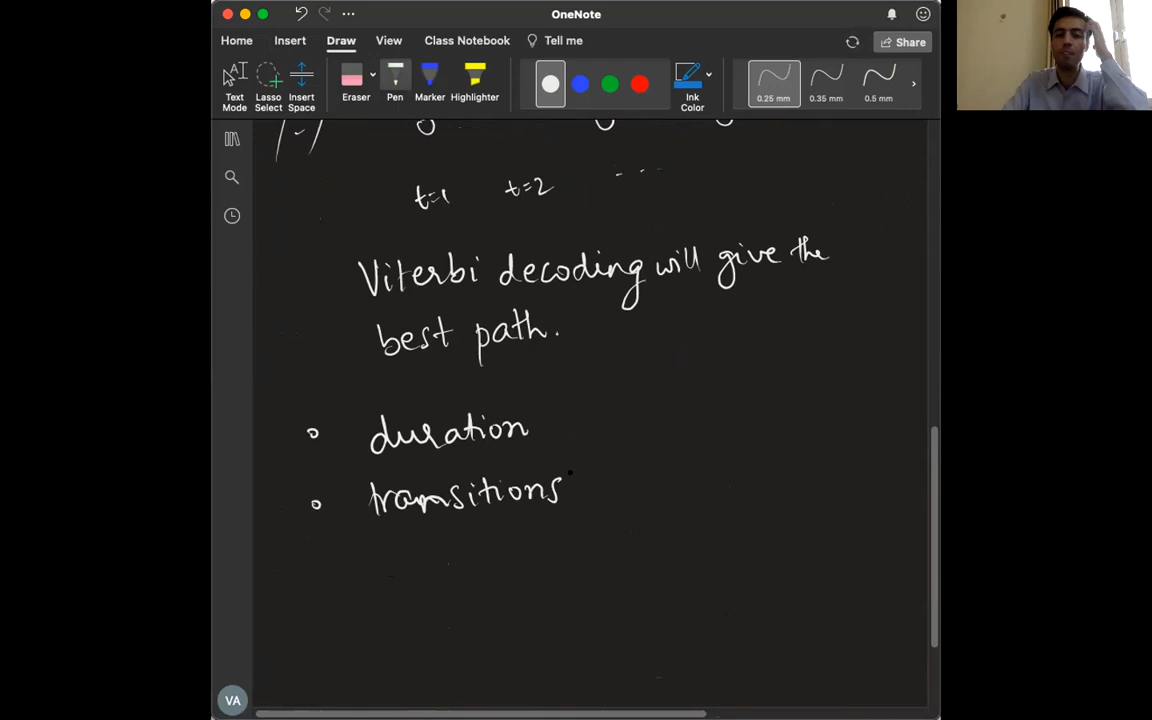 OneNote
Home Insert Draw View Class Notebook Tell me
Share
Text Mode
Lasso Select
Insert Space
Eraser
Pen
Marker
Highlighter
Ink Color
0.25 mm
0.35 mm
0.5 mm
t=1 t=2 - - -
Viterbi decoding will give the
best path.
duration
transitions
VA